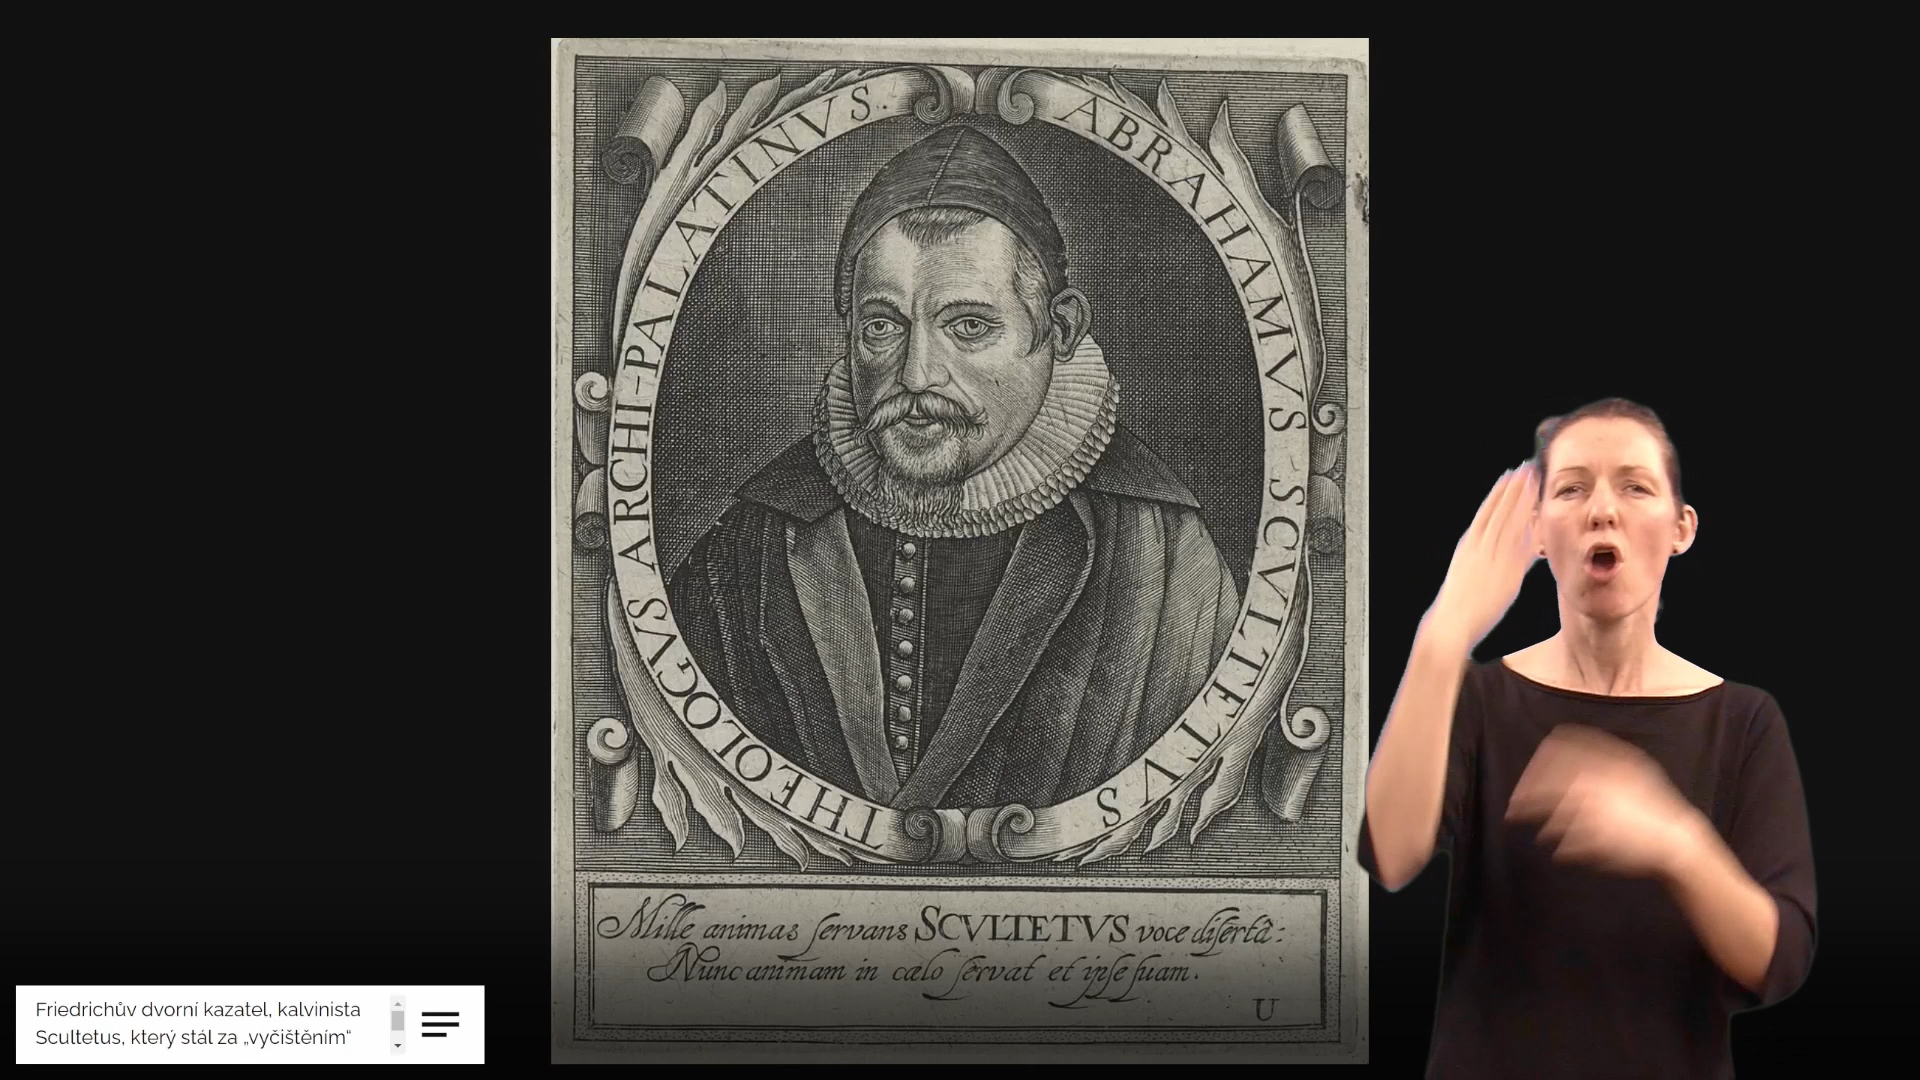 THEOLOGVS ARCHI-PALATINVS.
ABRAHAMVS SCVLTETVS
S
Mille animas servans SCVLTETVS voce disertâ:
Nunc animam in cælo servat et ipse suam.
U
Friedrichův dvorní kazatel, kalvinista
Scultetus, který stál za „vyčištěním“